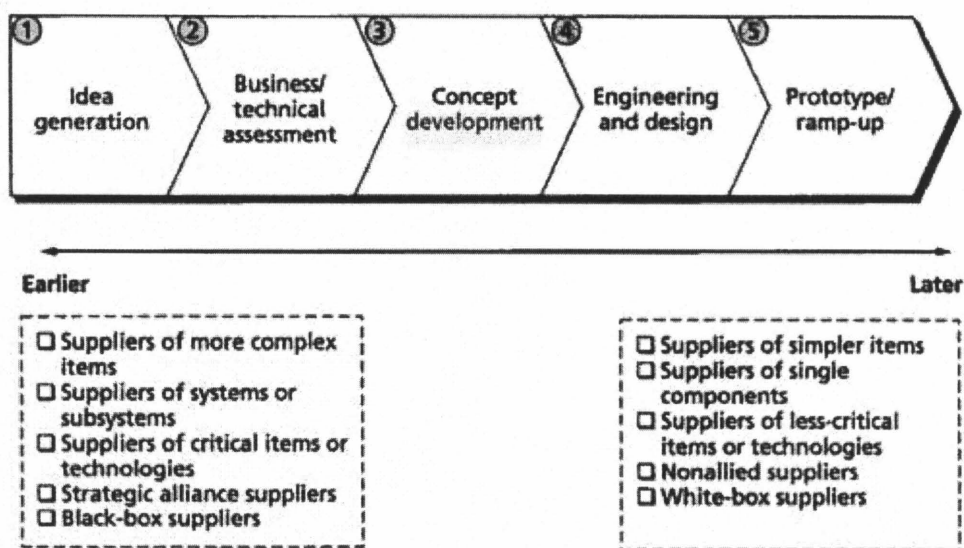 1
Idea
generation
2
Business/
technical
assessment
3
Concept
development
4
Engineering
and design
5
Prototype/
ramp-up
Earlier
Later
❑ Suppliers of more complex
items
❑ Suppliers of systems or
subsystems
❑ Suppliers of critical items or
technologies
❑ Strategic alliance suppliers
❑ Black-box suppliers
❑ Suppliers of simpler items
❑ Suppliers of single
components
❑ Suppliers of less-critical
items or technologies
❑ Nonallied suppliers
❑ White-box suppliers